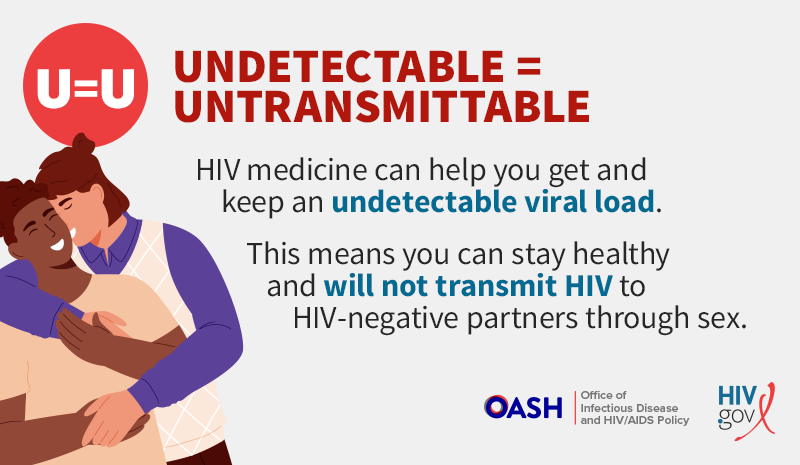 U=U
UNDETECTABLE =
UNTRANSMITTABLE
HIV medicine can help you get and
keep an undetectable viral load.
This means you can stay healthy
and will not transmit HIV to
HIV-negative partners through sex.
OASH
Office of
Infectious Disease
and HIV/AIDS Policy
HIV
.gov